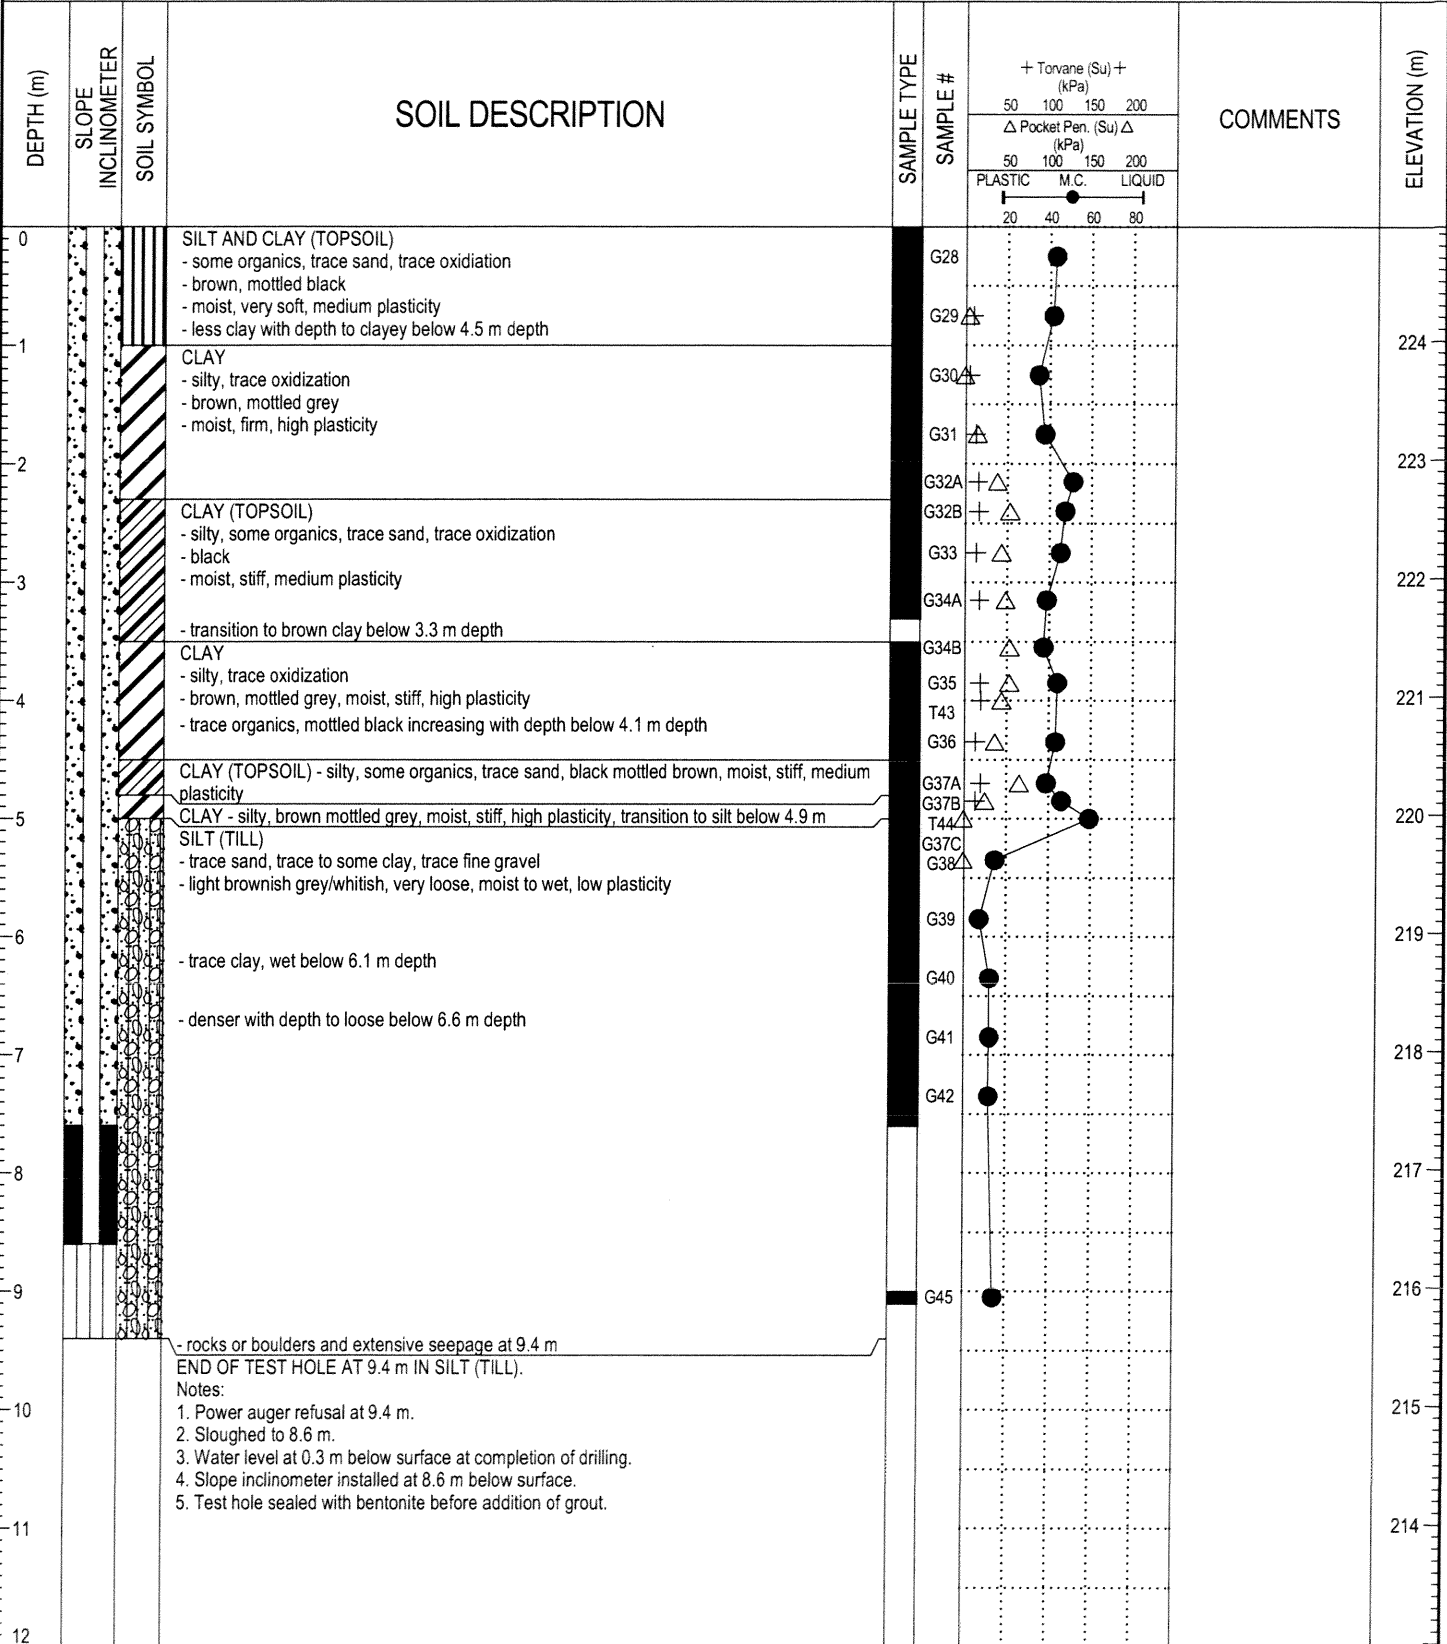 DEPTH (m)
SLOPE
INCLINOMETER
SOIL SYMBOL
SOIL DESCRIPTION
SAMPLE TYPE
SAMPLE #
+ Torvane (Su) +
(kPa)
50 100 150 200
△ Pocket Pen. (Su) △
(kPa)
50 100 150 200
PLASTIC M.C. LIQUID
20 40 60 80
COMMENTS
ELEVATION (m)
0
SILT AND CLAY (TOPSOIL)
- some organics, trace sand, trace oxidiation
- brown, mottled black
- moist, very soft, medium plasticity
- less clay with depth to clayey below 4.5 m depth
G28
G29
1
224
CLAY
- silty, trace oxidization
- brown, mottled grey
- moist, firm, high plasticity
G30
G31
2
223
G32A
CLAY (TOPSOIL)
- silty, some organics, trace sand, trace oxidization
- black
- moist, stiff, medium plasticity
G32B
G33
3
222
G34A
- transition to brown clay below 3.3 m depth
CLAY
- silty, trace oxidization
- brown, mottled grey, moist, stiff, high plasticity
- trace organics, mottled black increasing with depth below 4.1 m depth
G34B
G35
4
221
T43
G36
CLAY (TOPSOIL) - silty, some organics, trace sand, black mottled brown, moist, stiff, medium
plasticity
G37A
G37B
CLAY - silty, brown mottled grey, moist, stiff, high plasticity, transition to silt below 4.9 m
5
220
T44
SILT (TILL)
- trace sand, trace to some clay, trace fine gravel
- light brownish grey/whitish, very loose, moist to wet, low plasticity
G37C
G38
G39
6
219
- trace clay, wet below 6.1 m depth
G40
- denser with depth to loose below 6.6 m depth
G41
7
218
G42
8
217
9
216
G45
- rocks or boulders and extensive seepage at 9.4 m
END OF TEST HOLE AT 9.4 m IN SILT (TILL).
Notes:
1. Power auger refusal at 9.4 m.
10
215
2. Sloughed to 8.6 m.
3. Water level at 0.3 m below surface at completion of drilling.
4. Slope inclinometer installed at 8.6 m below surface.
5. Test hole sealed with bentonite before addition of grout.
11
214
12